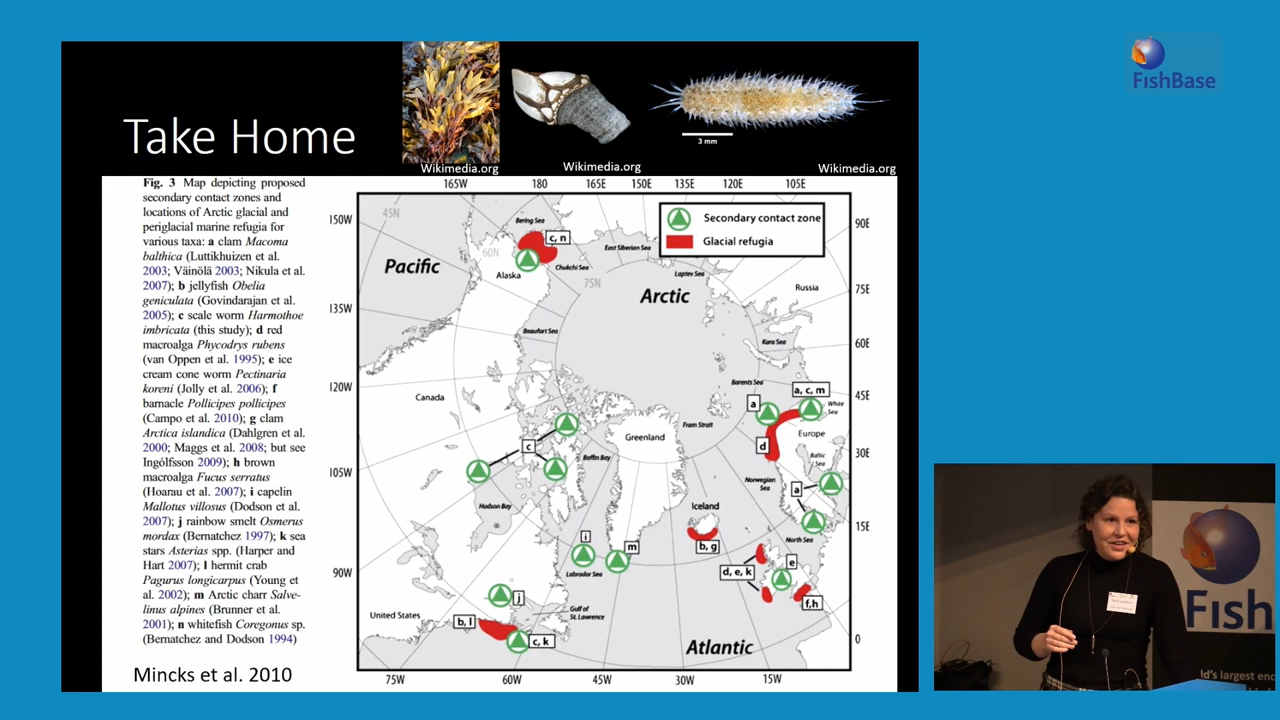 FishBase
Take Home
3 mm
Wikimedia.org
Wikimedia.org
Wikimedia.org
Fig. 3 Map depicting proposed
secondary contact zones and
locations of Arctic glacial and
periglacial marine refugia for
various taxa: a clam Macoma
balthica (Luttikhuizen et al.
2003; Väinölä 2003; Nikula et al.
2007); b jellyfish Obelia
geniculata (Govindarajan et al.
2005); c scale worm Harmothoe
imbricata (this study); d red
macroalga Phycodrys rubens
(van Oppen et al. 1995); e ice
cream cone worm Pectinaria
koreni (Jolly et al. 2006); f
barnacle Pollicipes pollicipes
(Campo et al. 2010); g clam
Arctica islandica (Dahlgren et al.
2000; Maggs et al. 2008; but see
Ingólfsson 2009); h brown
macroalga Fucus serratus
(Hoarau et al. 2007); i capelin
Mallotus villosus (Dodson et al.
2007); j rainbow smelt Osmerus
mordax (Bernatchez 1997); k sea
stars Asterias spp. (Harper and
Hart 2007); l hermit crab
Pagurus longicarpus (Young et
al. 2002); m Arctic charr Salve-
linus alpines (Brunner et al.
2001); n whitefish Coregonus sp.
(Bernatchez and Dodson 1994)
Mincks et al. 2010
165W 180 165E 150E 135E 120E 105E
150W
135W
120W
105W
90W
90E
75E
60E
45E
30E
15E
0
75W 60W 45W 30W 15W
45N
60N
75N
Secondary contact zone
Glacial refugia
Bering Sea
c, n
Pacific
Alaska
Chukchi Sea
East Siberian Sea
Laptev Sea
Arctic
Russia
Beaufort Sea
Kara Sea
Canada
Barents Sea
a, c, m
a
White
Sea
Fram Strait
d
Europe
Greenland
c
Baffin Bay
Baltic
Sea
Norwegian
Sea
a
Hudson Bay
Iceland
b, g
North Sea
i
m
Labrador Sea
d, e, k
e
f,h
j
Gulf of
St. Lawrence
United States
b, l
c, k
Atlantic
Fish
ld's largest enc